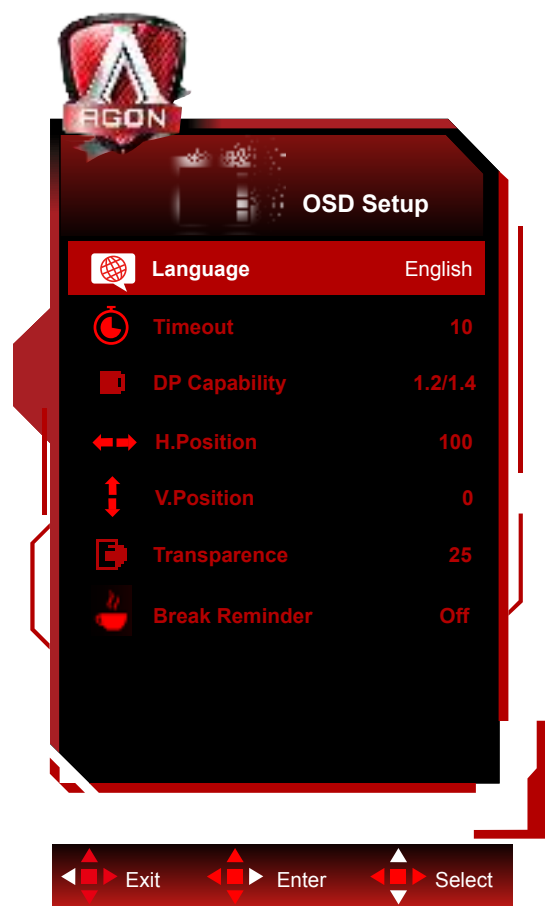 AGON
OSD Setup
Language English
Timeout 10
DP Capability 1.2/1.4
H.Position 100
V.Position 0
Transparence 25
Break Reminder Off
Exit Enter Select